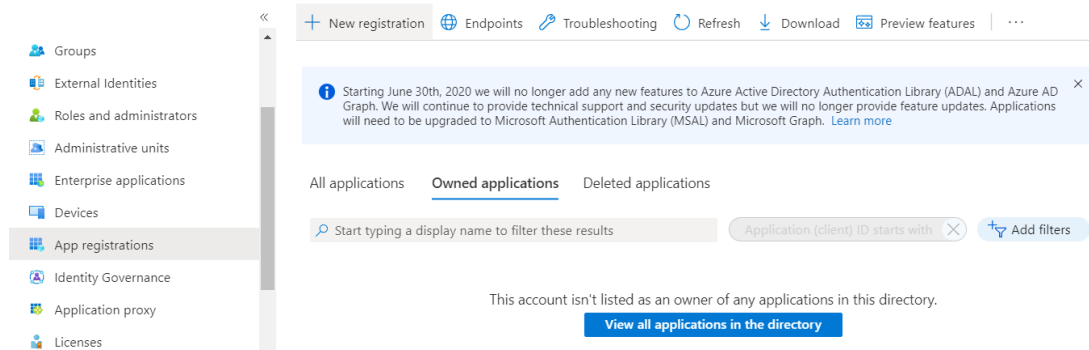 «
Groups
External Identities
Roles and administrators
Administrative units
Enterprise applications
Devices
App registrations
Identity Governance
Application proxy
Licenses
New registration Endpoints Troubleshooting Refresh Download Preview features ...
Starting June 30th, 2020 we will no longer add any new features to Azure Active Directory Authentication Library (ADAL) and Azure AD
Graph. We will continue to provide technical support and security updates but we will no longer provide feature updates. Applications
will need to be upgraded to Microsoft Authentication Library (MSAL) and Microsoft Graph. Learn more
All applications Owned applications Deleted applications
Start typing a display name to filter these results Application (client) ID starts with Add filters
This account isn't listed as an owner of any applications in this directory.
View all applications in the directory